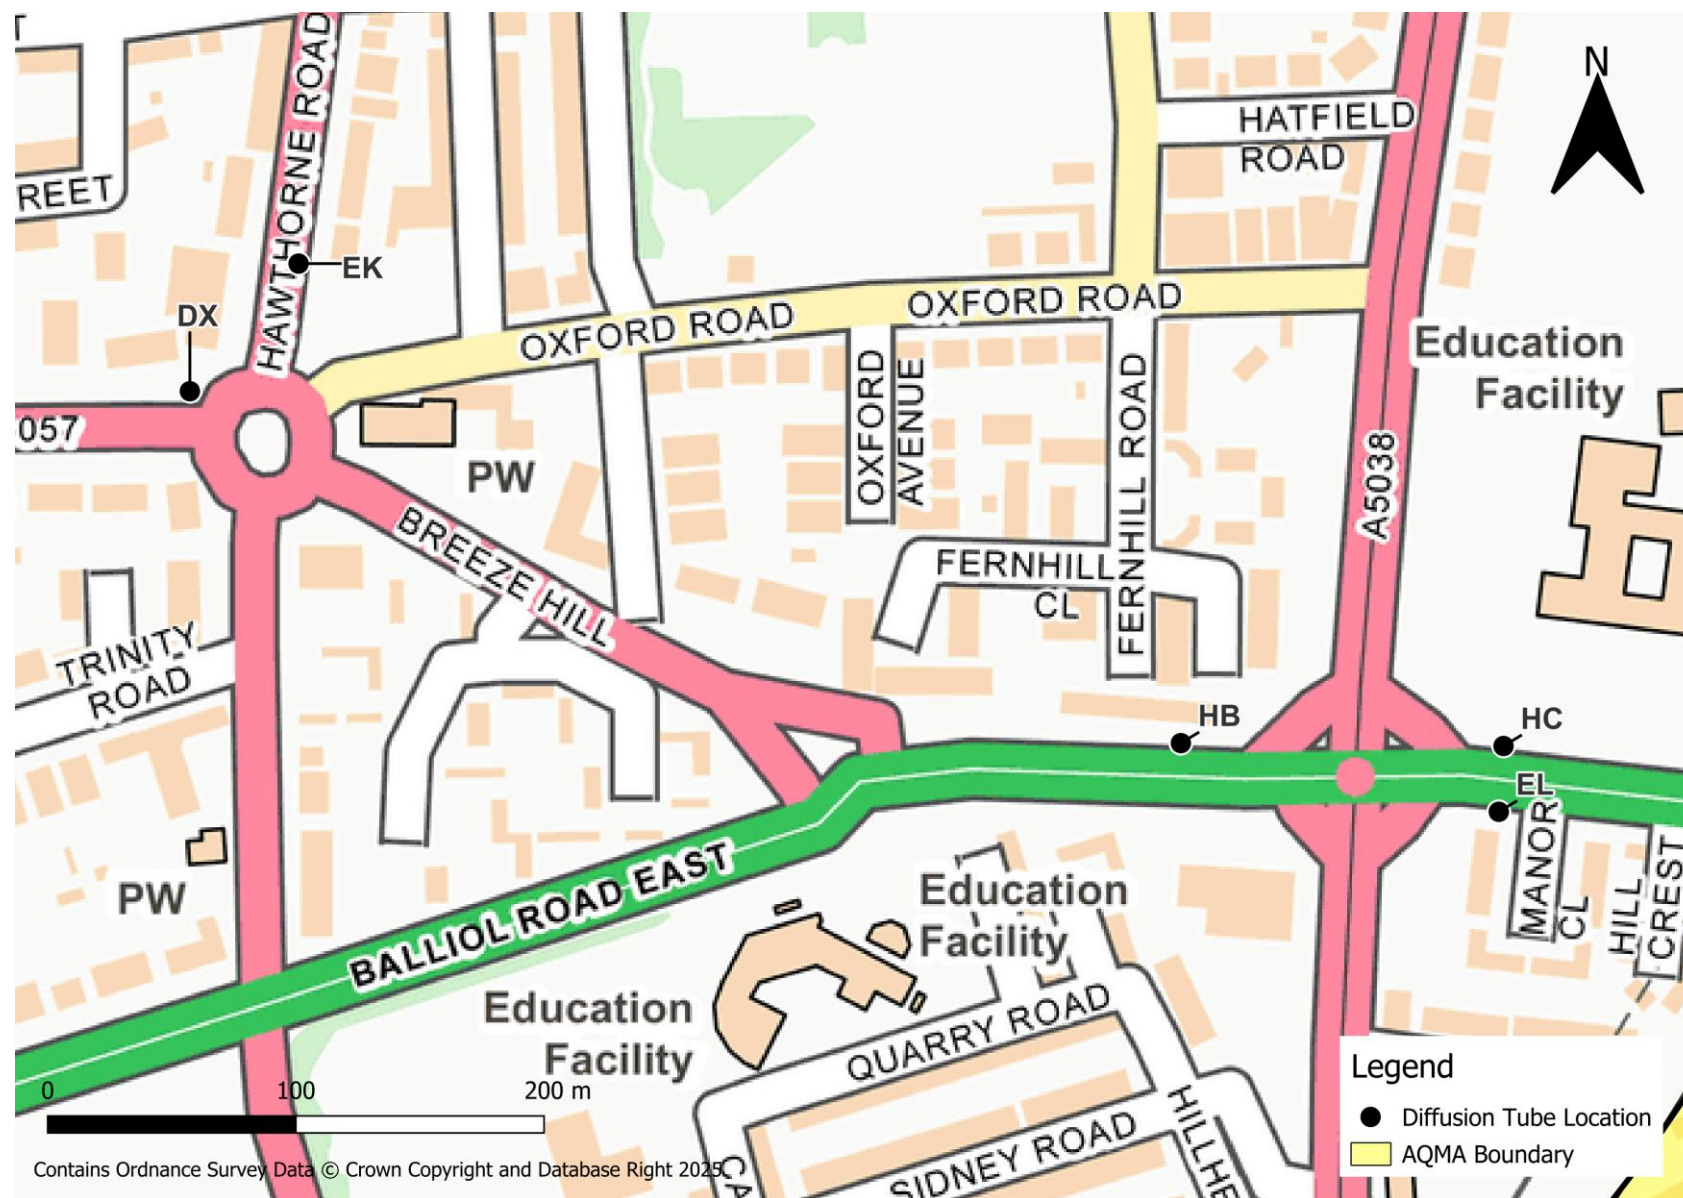 T
HAWTHORNE ROAD
N
HATFIELD
ROAD
REET
EK
DX
OXFORD ROAD
OXFORD ROAD
Education
Facility
057
OXFORD
AVENUE
FERNHILL ROAD
A5038
PW
BREEZE HILL
FERNHILL
CL
TRINITY
ROAD
HB
HC
EL
MANOR
CL
HILL
CREST
PW
BALLIOL ROAD EAST
Education
Facility
Education
Facility
QUARRY ROAD
SIDNEY ROAD
HILLHE
CA
0 100 200 m
Contains Ordnance Survey Data © Crown Copyright and Database Right 2025.
Legend
Diffusion Tube Location
AQMA Boundary